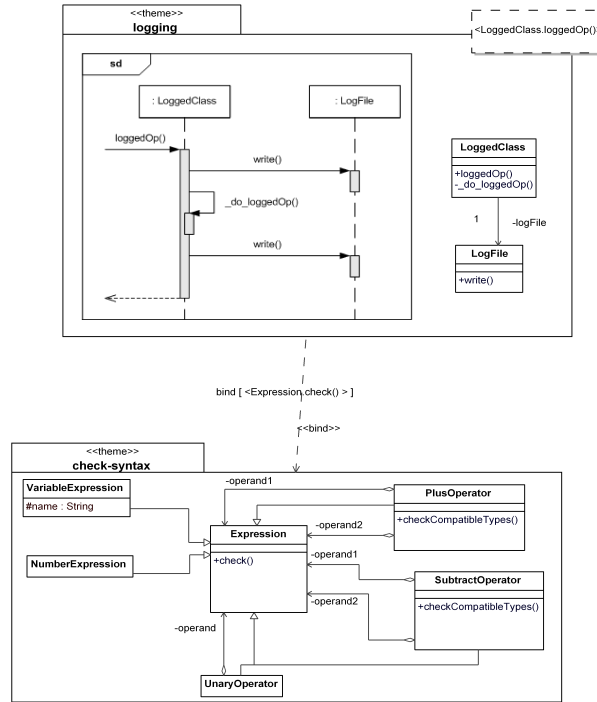 <<theme>>
logging
<LoggedClass.loggedOp()>
sd
: LoggedClass
: LogFile
loggedOp()
write()
_do_loggedOp()
write()
LoggedClass
+loggedOp()
-_do_loggedOp()
1
-logFile
LogFile
+write()
bind [ <Expression.check() > ]
<<bind>>
<<theme>>
check-syntax
VariableExpression
#name : String
NumberExpression
-operand1
Expression
+check()
-operand2
-operand1
-operand2
PlusOperator
+checkCompatibleTypes()
SubtractOperator
+checkCompatibleTypes()
-operand
UnaryOperator